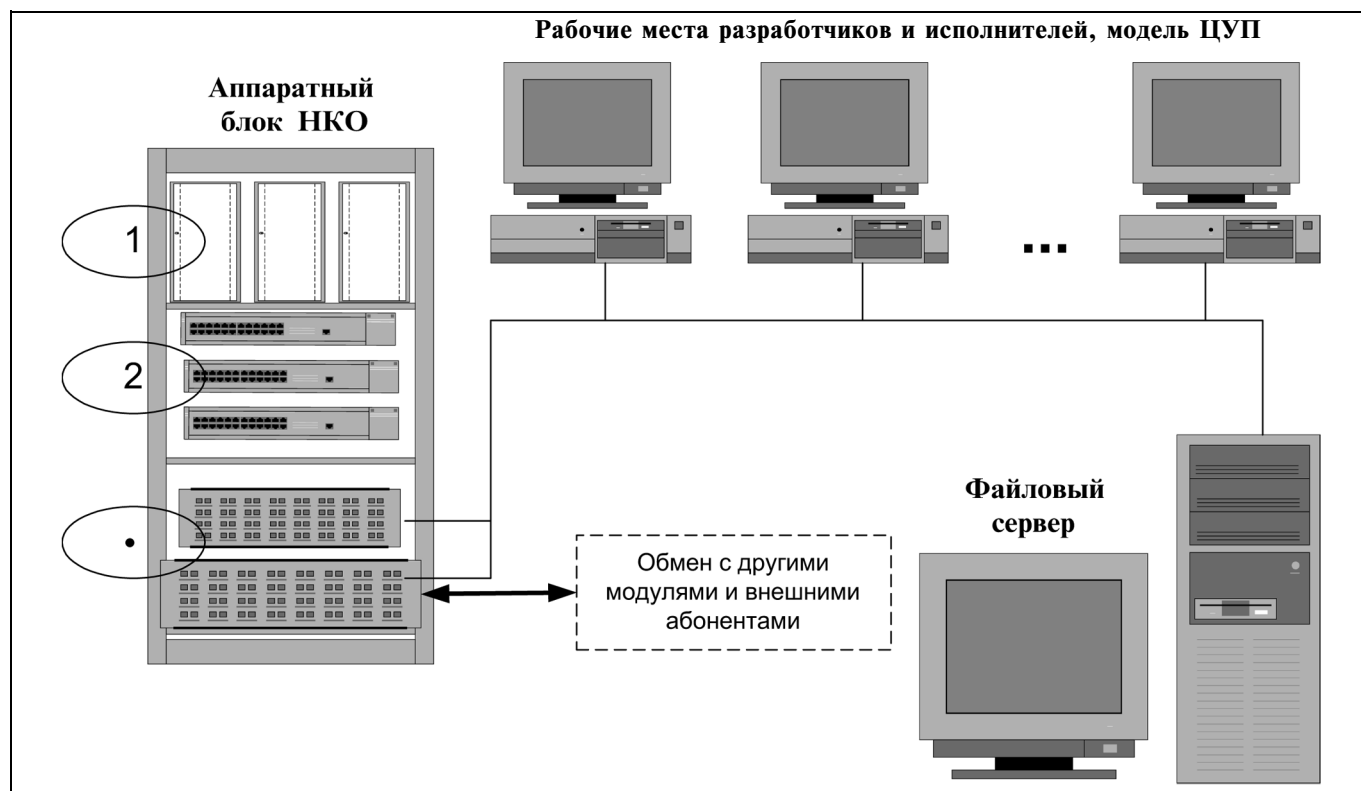 Рабочие места разработчиков и исполнителей, модель ЦУП
Аппаратный
блок НКО
1
2
•
...
Файловый
сервер
Обмен с другими
модулями и внешними
абонентами